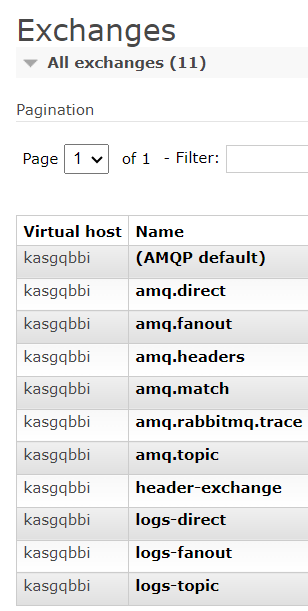 Exchanges
All exchanges (11)
Pagination
Page 1 of 1 - Filter:
Virtual host Name
kasgqbbi (AMQP default)
kasgqbbi amq.direct
kasgqbbi amq.fanout
kasgqbbi amq.headers
kasgqbbi amq.match
kasgqbbi amq.rabbitmq.trace
kasgqbbi amq.topic
kasgqbbi header-exchange
kasgqbbi logs-direct
kasgqbbi logs-fanout
kasgqbbi logs-topic